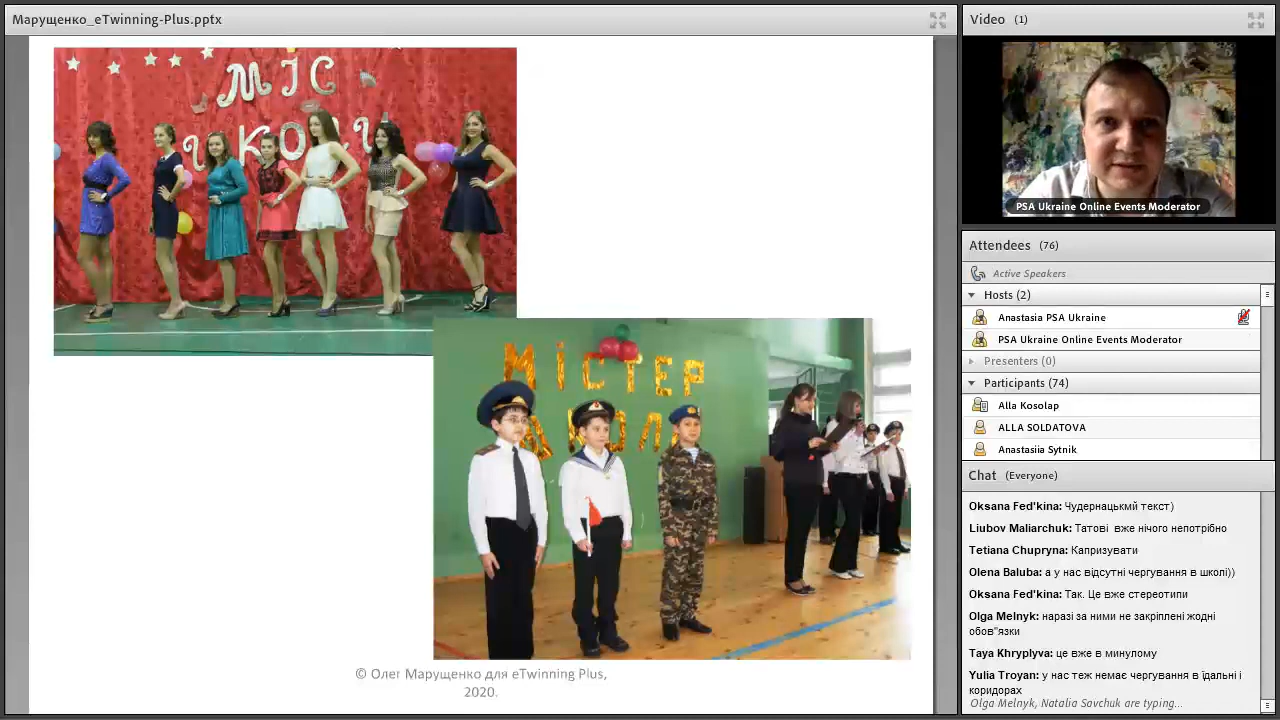 Марущенко_eTwinning-Plus.pptx
МІС
ШКОЛИ
МІСТЕР
ШКОЛА
© Олег Марущенко для eTwinning Plus,
2020.
Video (1)
PSA Ukraine Online Events Moderator
Attendees (76)
Active Speakers
Hosts (2)
Anastasia PSA Ukraine
PSA Ukraine Online Events Moderator
Presenters (0)
Participants (74)
Alla Kosolap
ALLA SOLDATOVA
Anastasiia Sytnik
Chat (Everyone)
Oksana Fed'kina: Чудернацькмй текст)
Liubov Maliarchuk: Татові вже нічого непотрібно
Tetiana Chupryna: Капризувати
Olena Baluba: а у нас відсутні чергування в школі))
Oksana Fed'kina: Так. Це вже стереотипи
Olga Melnyk: наразі за ними не закріплені жодні
обов"язки
Taya Khryplyva: це вже в минулому
Yulia Troyan: у нас теж немає чергування в їдальні і
коридорах
Olga Melnyk, Natalia Savchuk are typing...